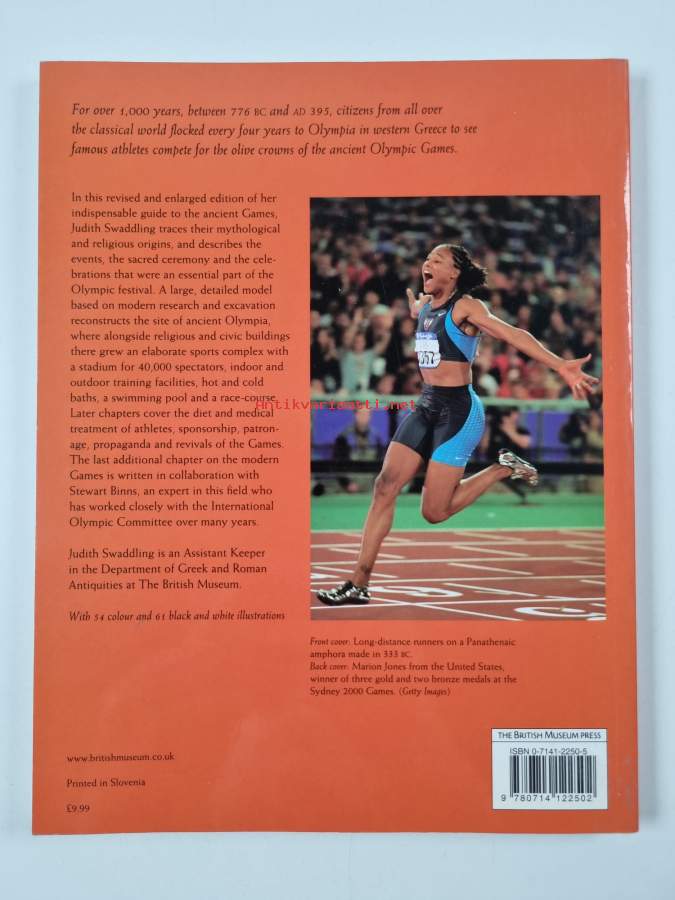 For over 1,000 years, between 776 BC and AD 395, citizens from all over
the classical world flocked every four years to Olympia in western Greece to see
famous athletes compete for the olive crowns of the ancient Olympic Games.
In this revised and enlarged edition of her
indispensable guide to the ancient Games,
Judith Swaddling traces their mythological
and religious origins, and describes the
events, the sacred ceremony and the cele-
brations that were an essential part of the
Olympic festival. A large, detailed model
based on modern research and excavation
reconstructs the site of ancient Olympia,
where alongside religious and civic buildings
there grew an elaborate sports complex with
a stadium for 40,000 spectators, indoor and
outdoor training facilities, hot and cold
baths, a swimming pool and a race-course.
Later chapters cover the diet and medical
treatment of athletes, sponsorship, patron-
age, propaganda and revivals of the Games.
The last additional chapter on the modern
Games is written in collaboration with
Stewart Binns, an expert in this field who
has worked closely with the International
Olympic Committee over many years.
Judith Swaddling is an Assistant Keeper
in the Department of Greek and Roman
Antiquities at The British Museum.
With 54 colour and 61 black and white illustrations
Antikvariaatti.net
357
Front cover: Long-distance runners on a Panathenaic
amphora made in 333 BC.
Back cover: Marion Jones from the United States,
winner of three gold and two bronze medals at the
Sydney 2000 Games. (Getty Images)
www.britishmuseum.co.uk
Printed in Slovenia
£9.99
THE BRITISH MUSEUM PRESS
ISBN 0-7141-2250-5
9 780714 122502